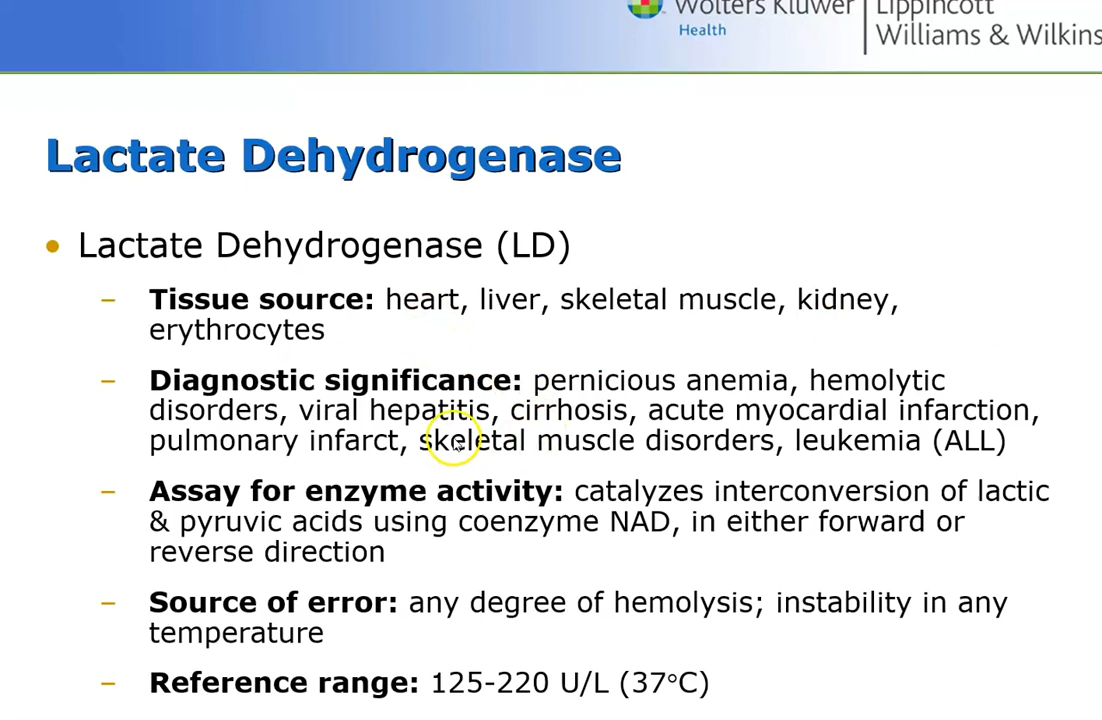 Wolters Kluwer
Health
Lippincott
Williams & Wilkins
Lactate Dehydrogenase
• Lactate Dehydrogenase (LD)
– Tissue source: heart, liver, skeletal muscle, kidney,
erythrocytes
– Diagnostic significance: pernicious anemia, hemolytic
disorders, viral hepatitis, cirrhosis, acute myocardial infarction,
pulmonary infarct, skeletal muscle disorders, leukemia (ALL)
– Assay for enzyme activity: catalyzes interconversion of lactic
& pyruvic acids using coenzyme NAD, in either forward or
reverse direction
– Source of error: any degree of hemolysis; instability in any
temperature
– Reference range: 125-220 U/L (37°C)